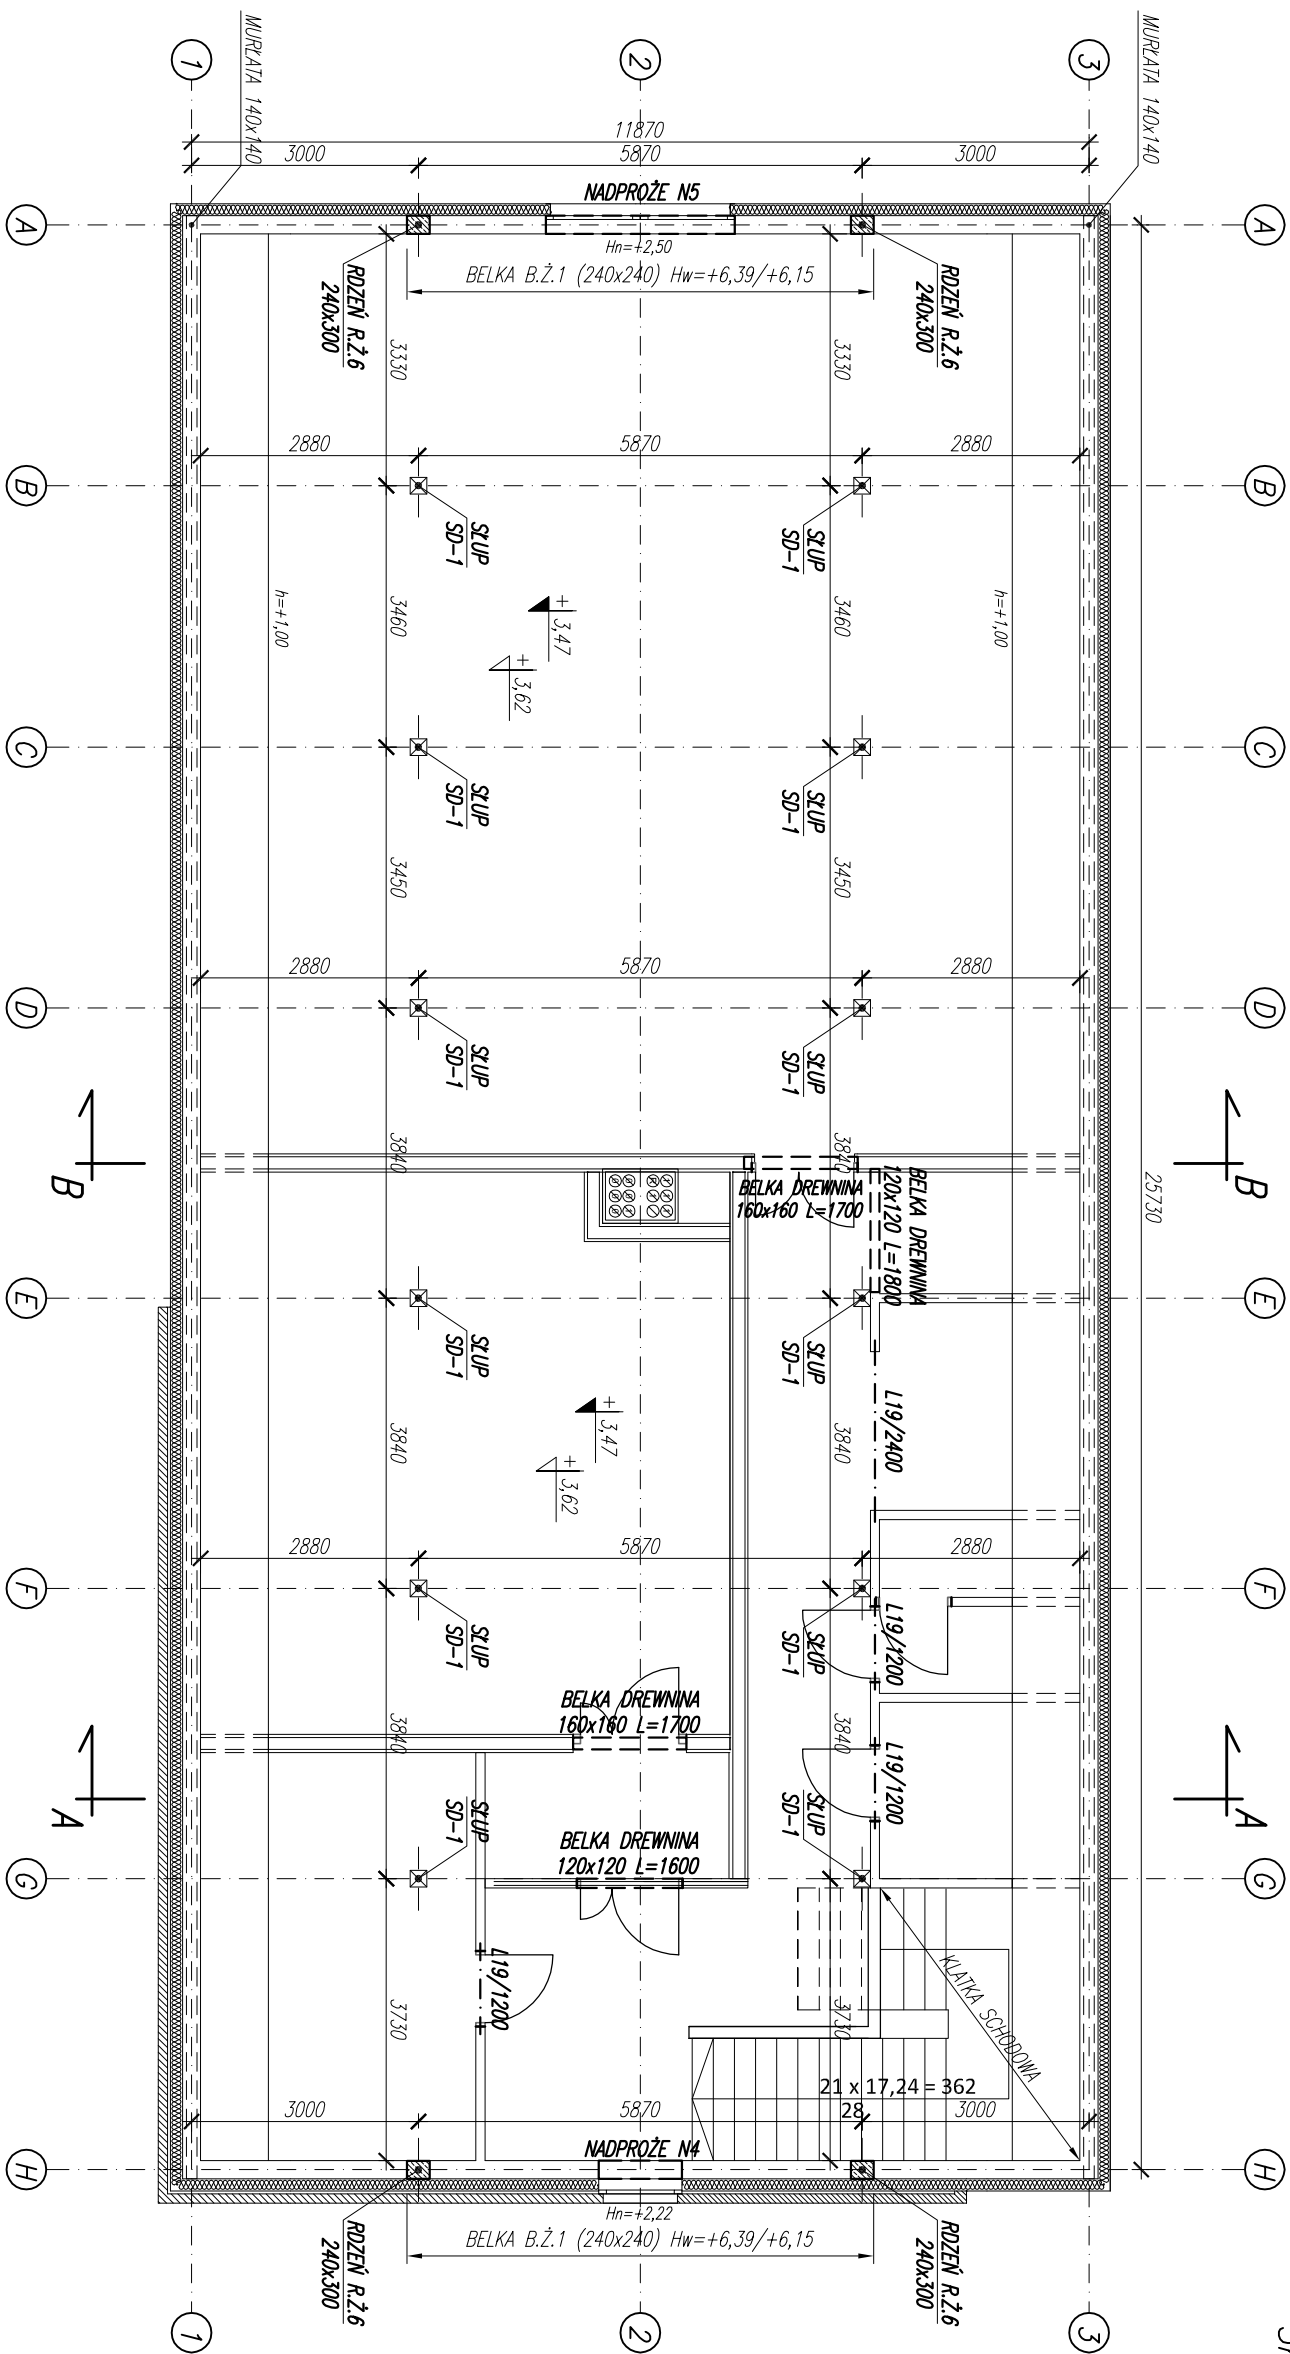 MURŁATA 140x140
MURŁATA 140x140
1
2
3
11870
3000
5870
3000
NADPROŻE N5
A
A
Hn=+2,50
BELKA B.Ż.1 (240x240) Hw=+6,39/+6,15
RDZEŃ R.Ż.6
240x300
RDZEŃ R.Ż.6
240x300
3330
3330
2880
5870
2880
B
B
SŁUP
SD-1
SŁUP
SD-1
h=+1,00
3460
3460
h=+1,00
+ 3,47
+ 3,62
C
C
SŁUP
SD-1
SŁUP
SD-1
3450
3450
2880
5870
2880
D
D
SŁUP
SD-1
SŁUP
SD-1
B
B
3840
3840
25730
BELKA DREWNINA
160x160 L=1700
BELKA DREWNINA
120x120 L=1800
E
E
SŁUP
SD-1
SŁUP
SD-1
L19/2400
3840
3840
+ 3,47
+ 3,62
2880
5870
2880
F
F
SŁUP
SD-1
SŁUP
SD-1
L19/1200
BELKA DREWNINA
160x160 L=1700
3840
3840
L19/1200
A
A
SŁUP
SD-1
SŁUP
SD-1
BELKA DREWNINA
120x120 L=1600
G
G
L19/1200
KLATKA SCHODOWA
3730
3730
21 x 17,24 = 362
28
3000
5870
3000
NADPROŻE N4
H
H
Hn=+2,22
BELKA B.Ż.1 (240x240) Hw=+6,39/+6,15
RDZEŃ R.Ż.6
240x300
RDZEŃ R.Ż.6
240x300
1
2
3